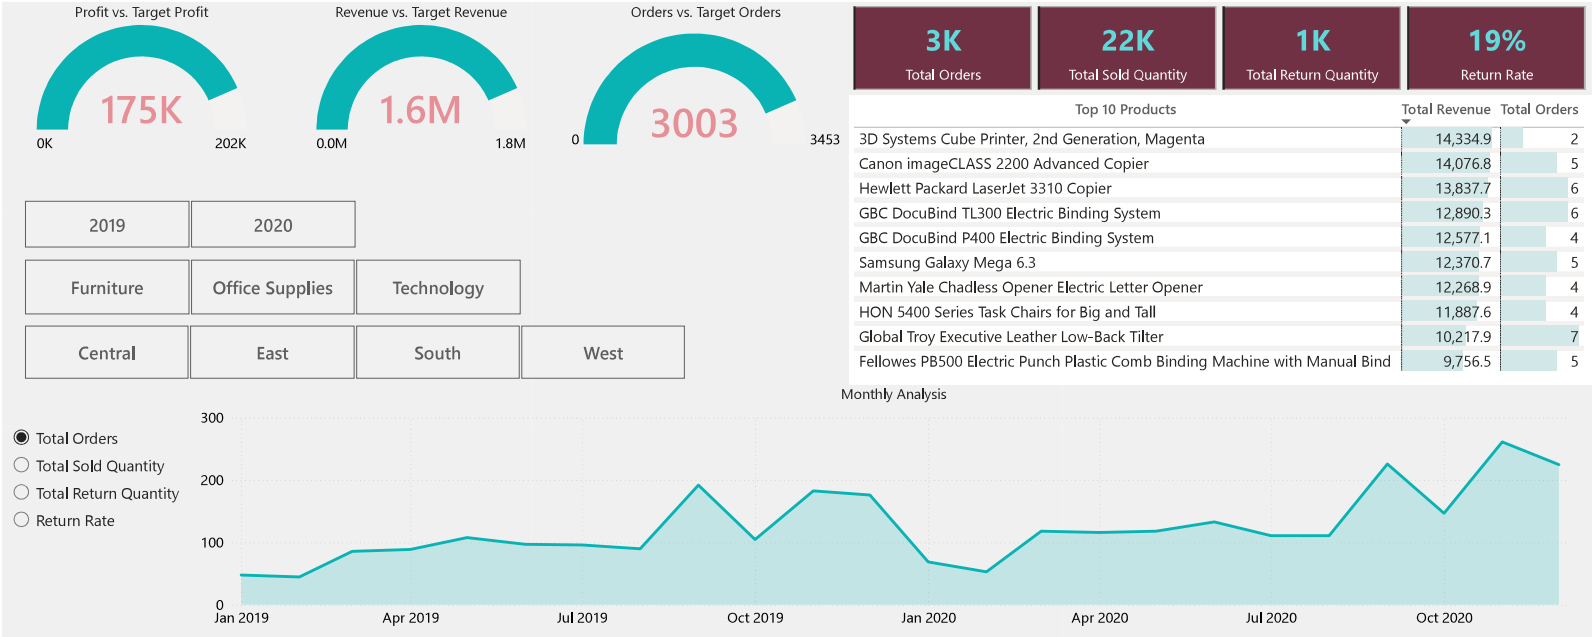 Profit vs. Target Profit
175K
0K
202K
Revenue vs. Target Revenue
1.6M
0.0M
1.8M
Orders vs. Target Orders
3003
0
3453
3K
Total Orders
22K
Total Sold Quantity
1K
Total Return Quantity
19%
Return Rate
Top 10 Products Total Revenue Total Orders
3D Systems Cube Printer, 2nd Generation, Magenta 14,334.9 2
Canon imageCLASS 2200 Advanced Copier 14,076.8 5
Hewlett Packard LaserJet 3310 Copier 13,837.7 6
GBC DocuBind TL300 Electric Binding System 12,890.3 6
GBC DocuBind P400 Electric Binding System 12,577.1 4
Samsung Galaxy Mega 6.3 12,370.7 5
Martin Yale Chadless Opener Electric Letter Opener 12,268.9 4
HON 5400 Series Task Chairs for Big and Tall 11,887.6 4
Global Troy Executive Leather Low-Back Tilter 10,217.9 7
Fellowes PB500 Electric Punch Plastic Comb Binding Machine with Manual Bind 9,756.5 5
2019 2020
Furniture Office Supplies Technology
Central East South West
Monthly Analysis
Total Orders
Total Sold Quantity
Total Return Quantity
Return Rate
300
200
100
0
Jan 2019 Apr 2019 Jul 2019 Oct 2019 Jan 2020 Apr 2020 Jul 2020 Oct 2020